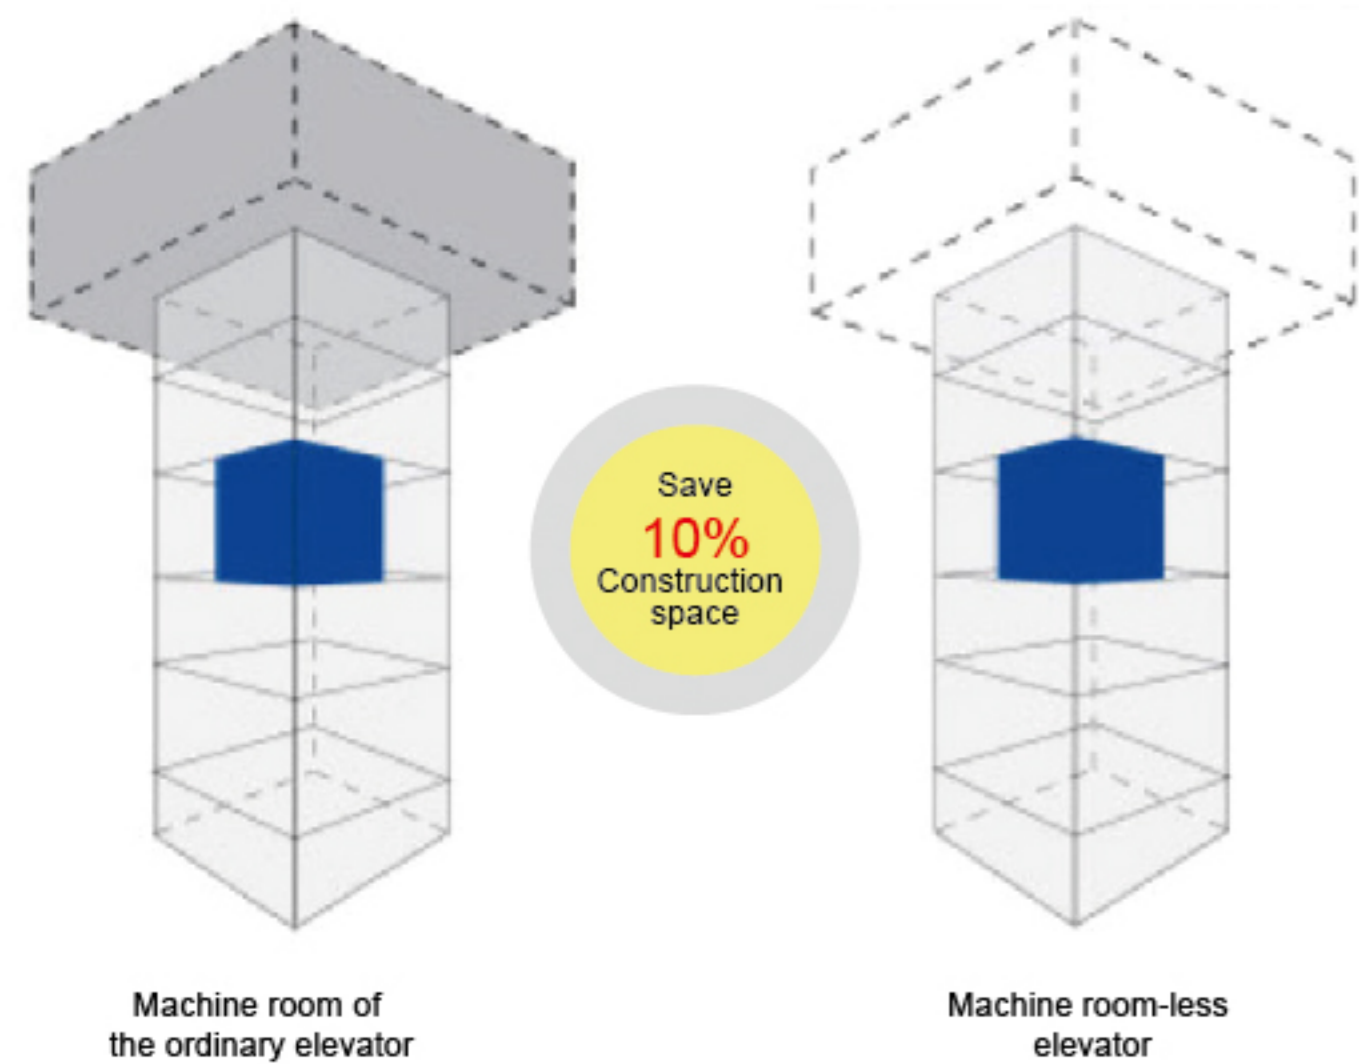 Save
10%
Construction
space
Machine room of
the ordinary elevator
Machine room-less
elevator